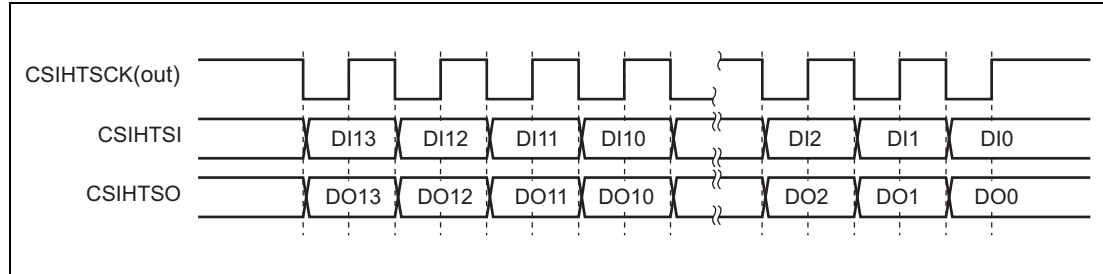 CSIHTSCK(out)
CSIHTSI DI13 DI12 DI11 DI10 DI2 DI1 DI0
CSIHTSO DO13 DO12 DO11 DO10 DO2 DO1 DO0